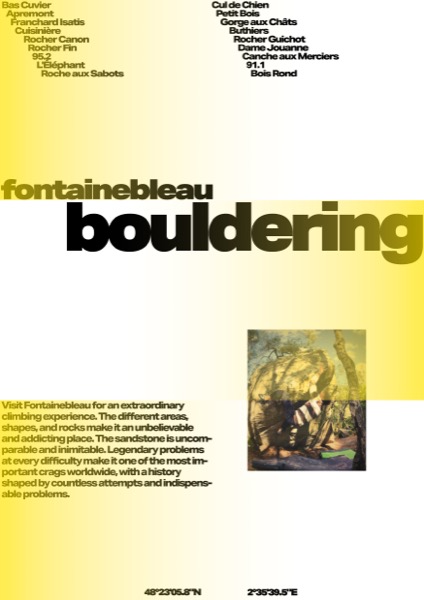 Bas Cuvier
Apremont
Franchard Isatis
Cuisinière
Rocher Canon
Rocher Fin
95.2
L'Éléphant
Roche aux Sabots
Cul de Chien
Petit Bois
Gorge aux Châts
Buthiers
Rocher Guichot
Dame Jouanne
Canche aux Merciers
91.1
Bois Rond
fontainebleau
bouldering
Visit Fontainebleau for an extraordinary
climbing experience. The different areas,
shapes, and rocks make it an unbelievable
and addicting place. The sandstone is uncom-
parable and inimitable. Legendary problems
at every difficulty make it one of the most im-
portant crags worldwide, with a history
shaped by countless attempts and indispens-
able problems.
48°23'05.8"N 2°35'39.5"E